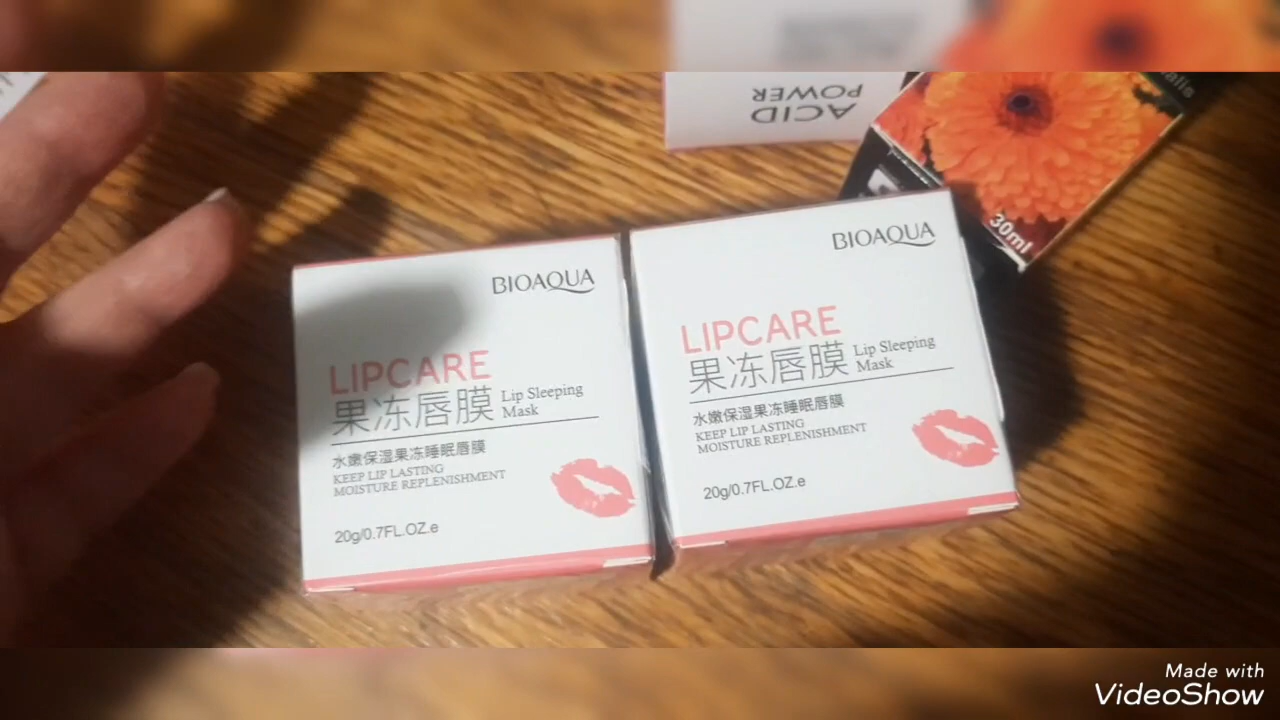 ACID
POWER
30ml
BIOAQUA
LIPCARE
果冻唇膜 Lip Sleeping
Mask
水嫩保湿果冻睡眠唇膜
KEEP LIP LASTING
MOISTURE REPLENISHMENT
20g/0.7FL.OZ.e
BIOAQUA
LIPCARE
果冻唇膜 Lip Sleeping
Mask
水嫩保湿果冻睡眠唇膜
KEEP LIP LASTING
MOISTURE REPLENISHMENT
20g/0.7FL.OZ.e
Made with
VideoShow